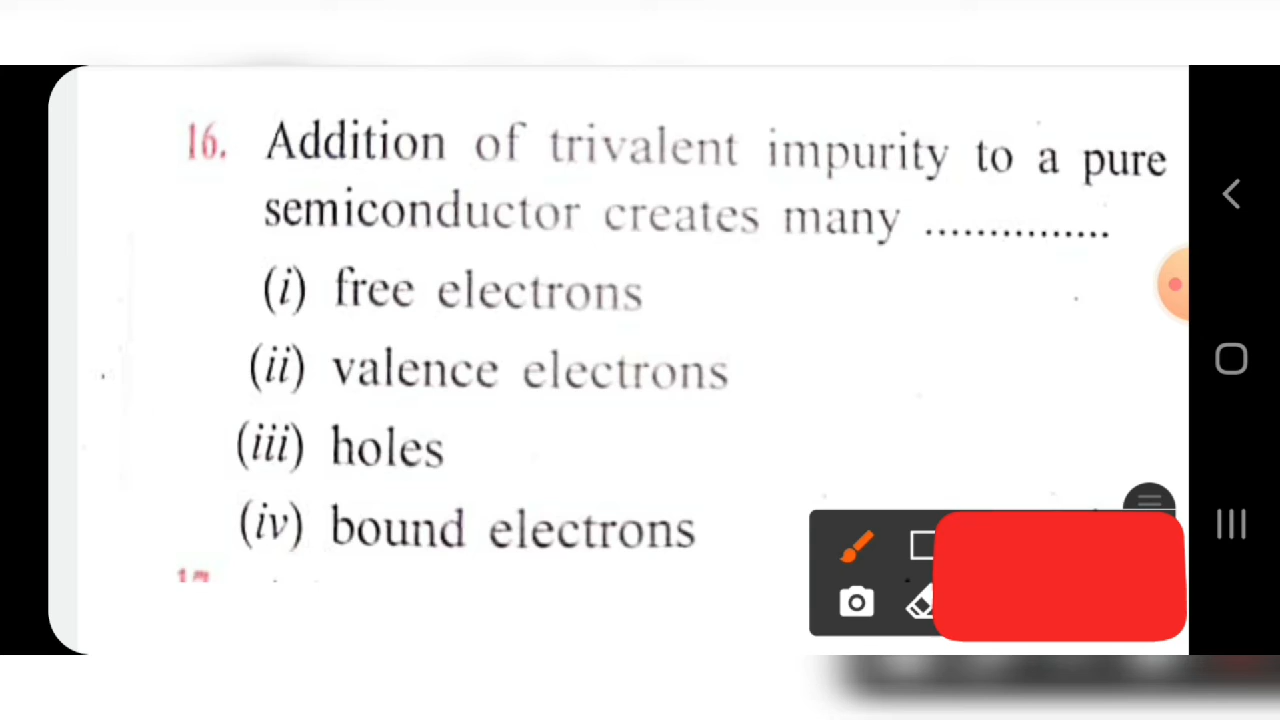 16. Addition of trivalent impurity to a pure
semiconductor creates many ...............
(i) free electrons
(ii) valence electrons
(iii) holes
(iv) bound electrons